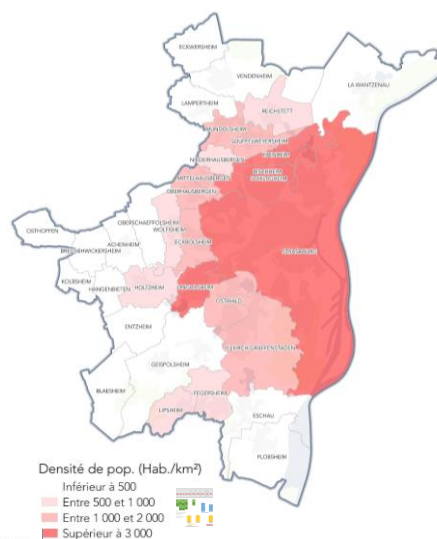 ECKWERSHEIM
VENDENHEIM
LA WANTZENAU
LAMPERTHEIM
REICHSTETT
MUNDOLSHEIM
SOUFFELWEYERSHEIM
NIEDERHAUSBERGEN
HOENHEIM
BISCHHEIM
SCHILTIGHEIM
MITTELHAUSBERGEN
OBERHAUSBERGEN
OBERSCHAEFFOLSHEIM
WOLFISHEIM
OSTHOFFEN
ECKBOLSHEIM
STRASBOURG
ACHENHEIM
BREUSCHWICKERSHEIM
KOLBSHEIM
HANGENBIETEN
HOLTZHEIM
LINGOLSHEIM
OSTWALD
ENTZHEIM
ILLKIRCH-GRAFFENSTADEN
GEISPOLSHEIM
BLAESHEIM
FEGERSHEIM
LIPSHEIM
ESCHAU
PLOBSHEIM
Densité de pop. (Hab./km²)
Inférieur à 500
Entre 500 et 1 000
Entre 1 000 et 2 000
Supérieur à 3 000